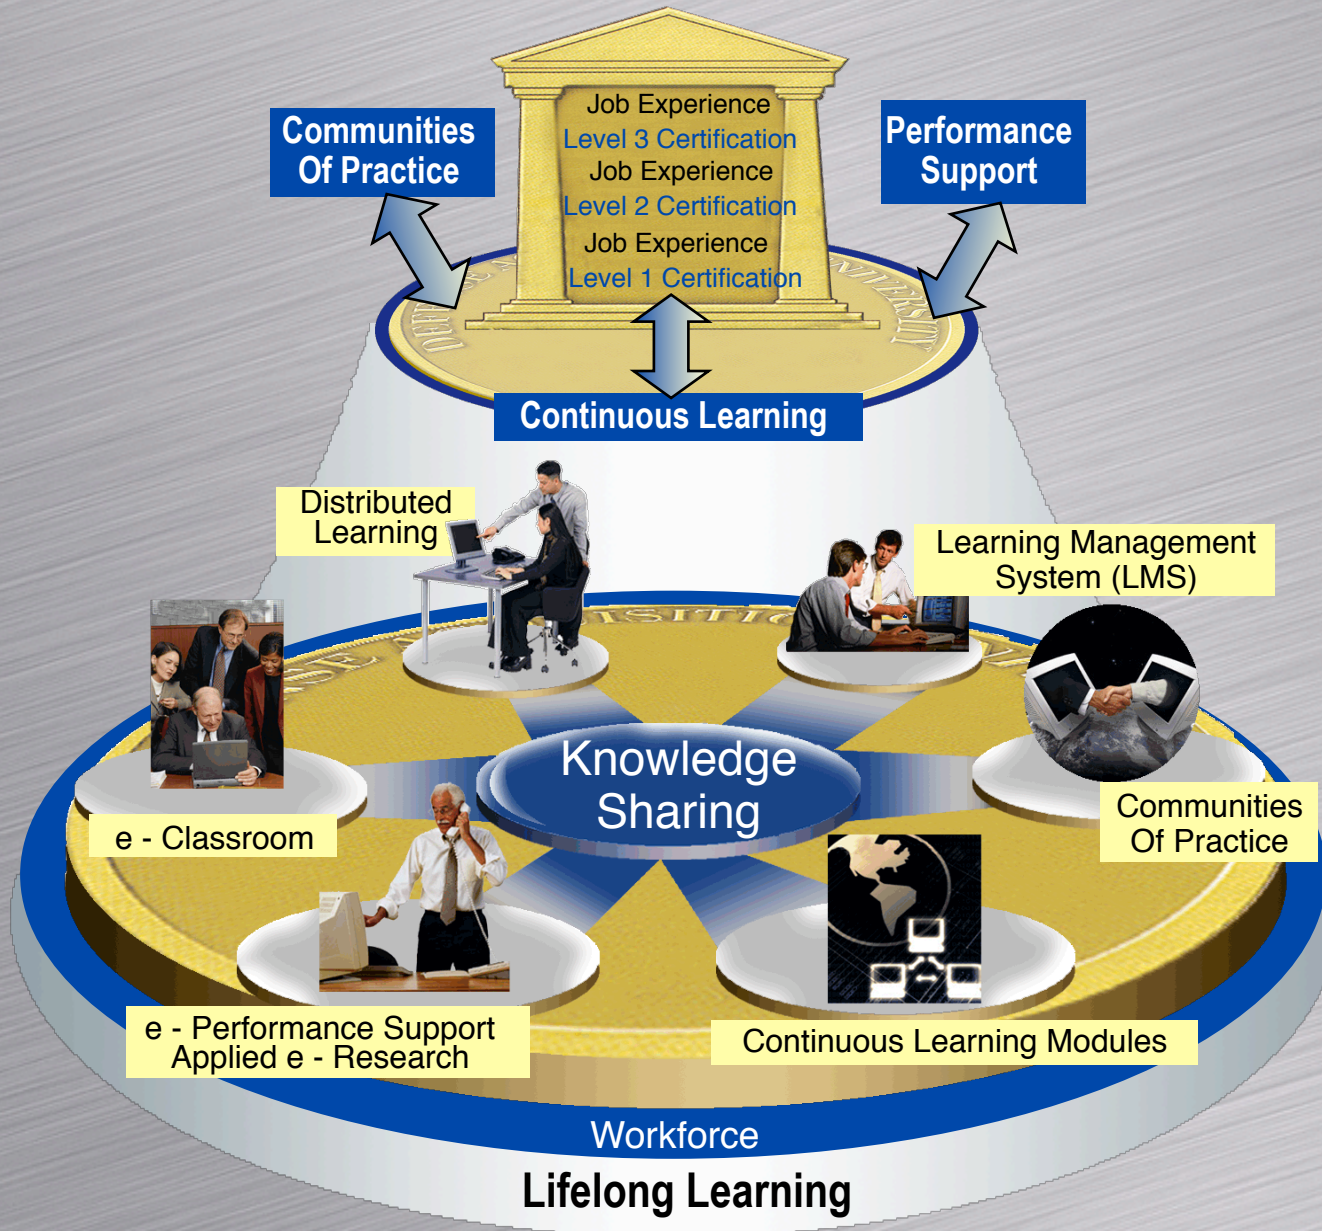 Job Experience
Level 3 Certification
Job Experience
Level 2 Certification
Job Experience
Level 1 Certification
Communities
Of Practice
Performance
Support
Continuous Learning
Distributed
Learning
Learning Management
System (LMS)
e - Classroom
Knowledge
Sharing
Communities
Of Practice
e - Performance Support
Applied e - Research
Continuous Learning Modules
Workforce
Lifelong Learning